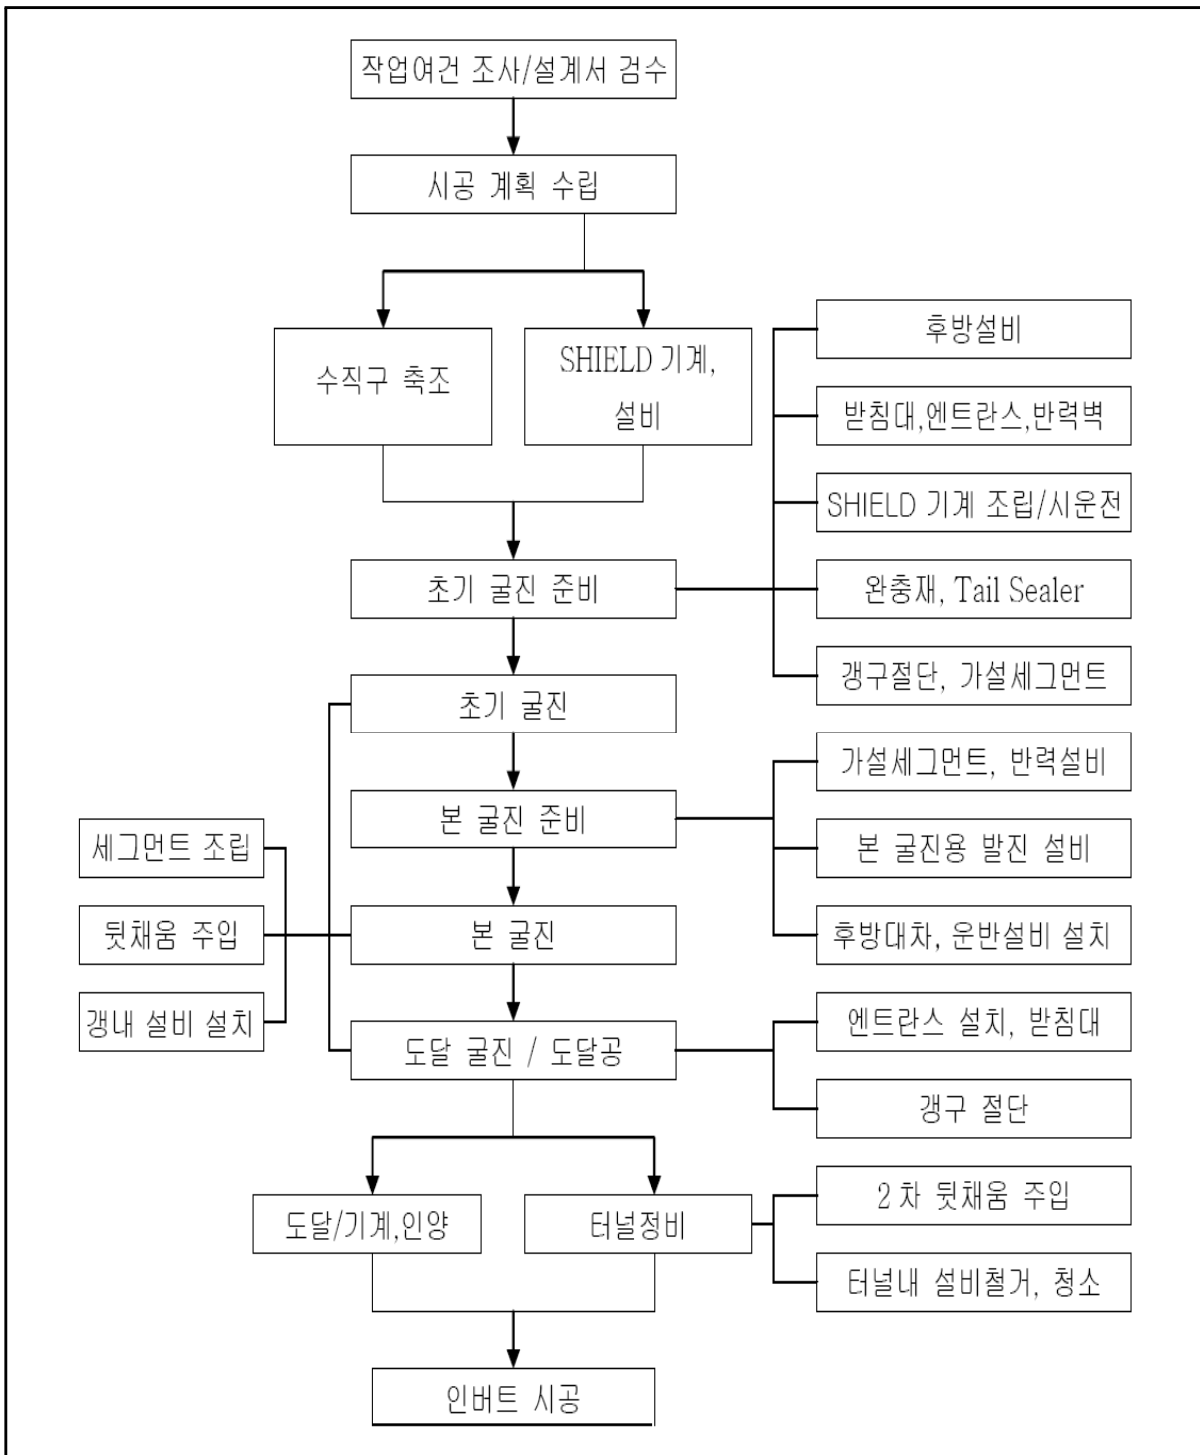 작업여건 조사/설계서 검수
시공 계획 수립
수직구 축조
SHIELD 기계,
설비
후방설비
받침대,엔트란스,반력벽
SHIELD 기계 조립/시운전
초기 굴진 준비
완충재, Tail Sealer
갱구절단, 가설세그먼트
초기 굴진
가설세그먼트, 반력설비
본 굴진 준비
세그먼트 조립
본 굴진용 발진 설비
뒷채움 주입
본 굴진
후방대차, 운반설비 설치
갱내 설비 설치
도달 굴진 / 도달공
엔트란스 설치, 받침대
갱구 절단
도달/기계,인양
터널정비
2차 뒷채움 주입
터널내 설비철거, 청소
인버트 시공